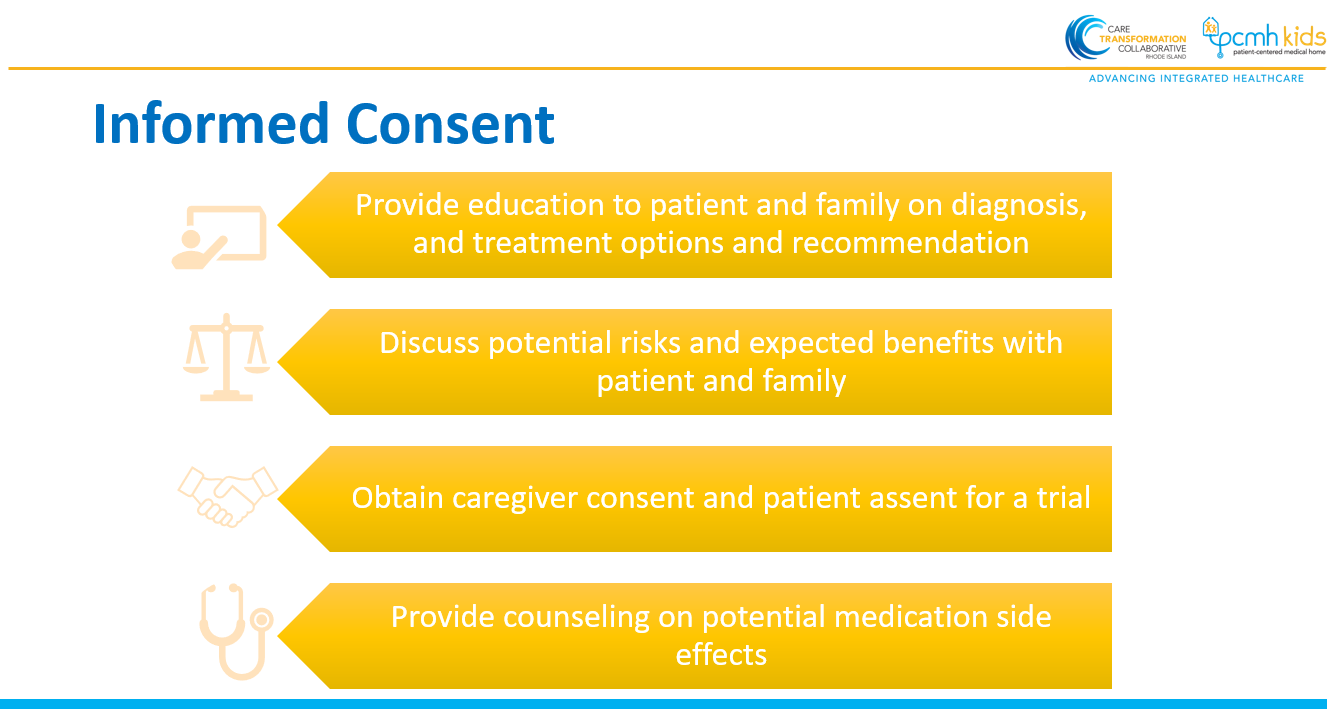 CARE
TRANSFORMATION
COLLABORATIVE
RHODE ISLAND
pcmh kids
patient-centered medical home
ADVANCING INTEGRATED HEALTHCARE
Informed Consent
Provide education to patient and family on diagnosis,
and treatment options and recommendation
Discuss potential risks and expected benefits with
patient and family
Obtain caregiver consent and patient assent for a trial
Provide counseling on potential medication side
effects